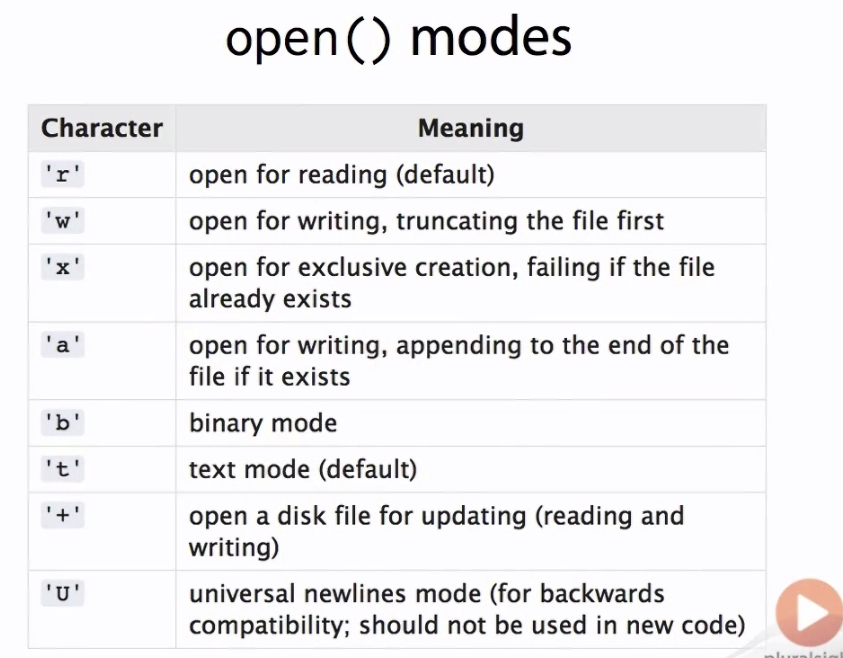 open() modes
Character Meaning
'r' open for reading (default)
'w' open for writing, truncating the file first
'x' open for exclusive creation, failing if the file
already exists
'a' open for writing, appending to the end of the
file if it exists
'b' binary mode
't' text mode (default)
'+' open a disk file for updating (reading and
writing)
'U' universal newlines mode (for backwards
compatibility; should not be used in new code)